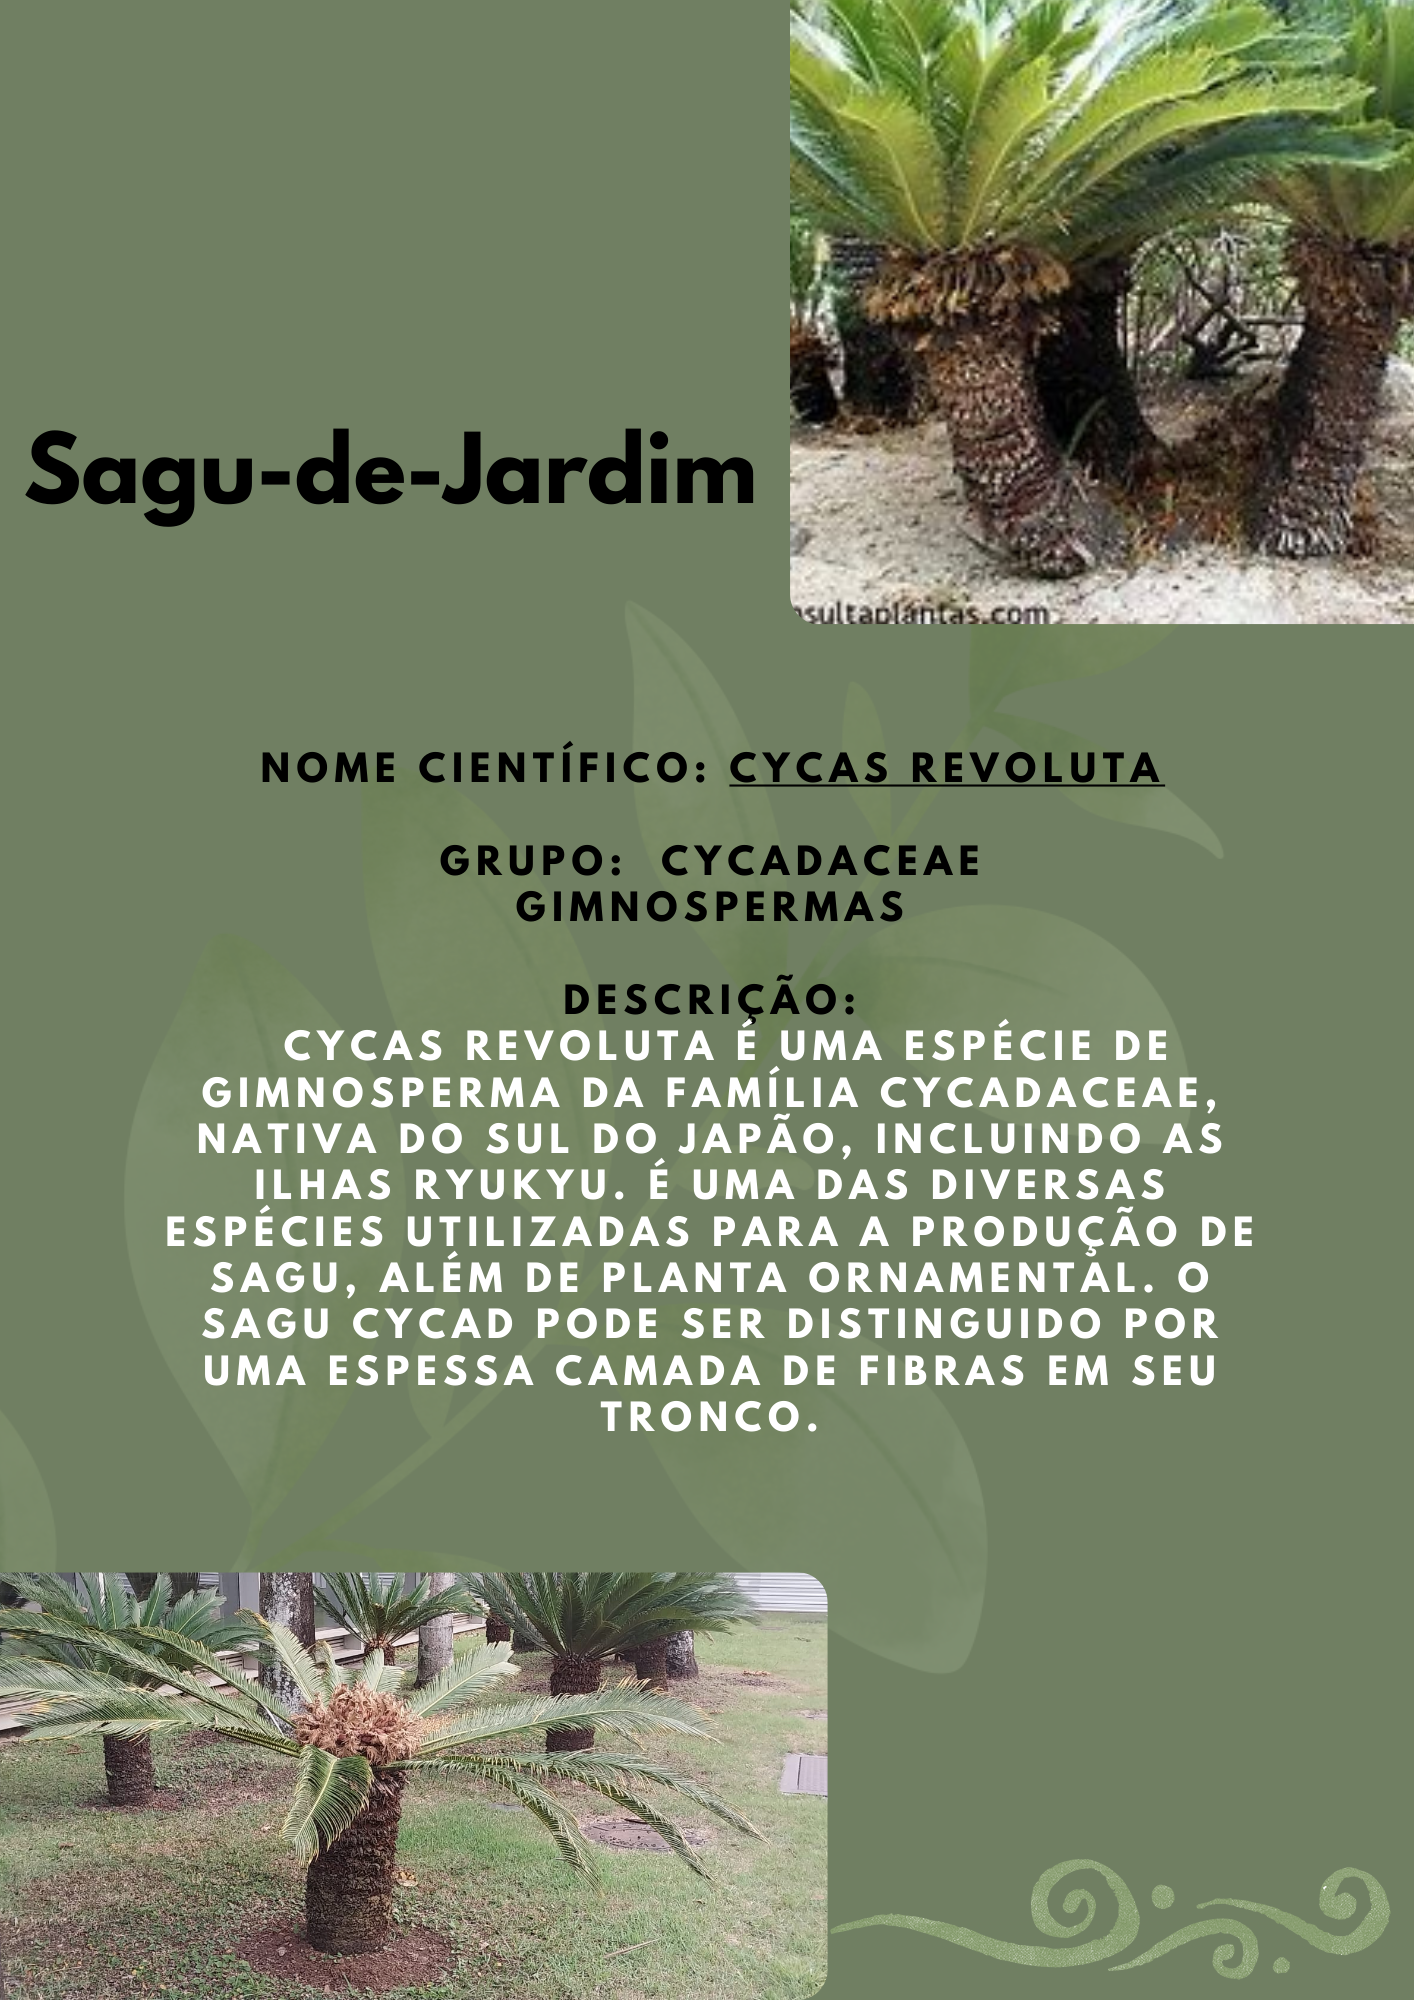 Sagu-de-Jardim
sultaplantas.com
NOME CIENTÍFICO: CYCAS REVOLUTA
GRUPO: CYCADACEAE
GIMNOSPERMAS
DESCRIÇÃO:
CYCAS REVOLUTA É UMA ESPÉCIE DE
GIMNOSPERMA DA FAMÍLIA CYCADACEAE,
NATIVA DO SUL DO JAPÃO, INCLUINDO AS
ILHAS RYUKYU. É UMA DAS DIVERSAS
ESPÉCIES UTILIZADAS PARA A PRODUÇÃO DE
SAGU, ALÉM DE PLANTA ORNAMENTAL. O
SAGU CYCAD PODE SER DISTINGUIDO POR
UMA ESPESSA CAMADA DE FIBRAS EM SEU
TRONCO.